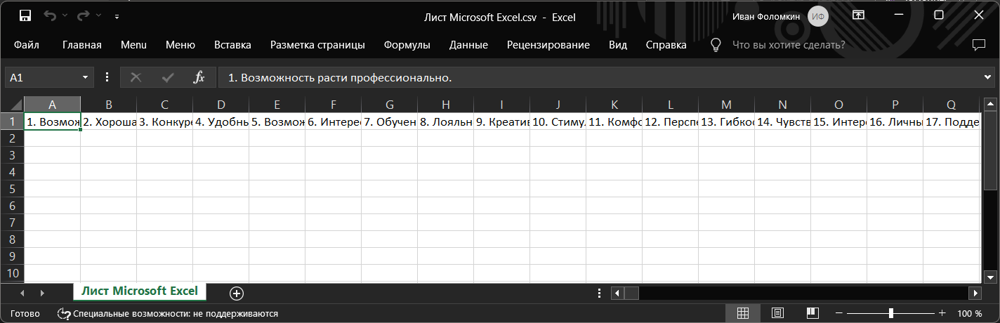 Лист Microsoft Excel.csv - Excel
Иван Фоломкин ИФ
Файл Главная Menu Меню Вставка Разметка страницы Формулы Данные Рецензирование Вид Справка Что вы хотите сделать?
A1 fx 1. Возможность расти профессионально.
A B C D E F G H I J K L M N O P Q
1 1. Возмож 2. Хороша 3. Конкуре 4. Удобны 5. Возмож 6. Интерес 7. Обучен 8. Лояльн 9. Креатив 10. Стиму. 11. Комфо 12. Перспе 13. Гибкос 14. Чувств 15. Интере 16. Личны 17. Подде
2
3
4
5
6
7
8
9
10
Лист Microsoft Excel
Готово Специальные возможности: не поддерживаются 100 %